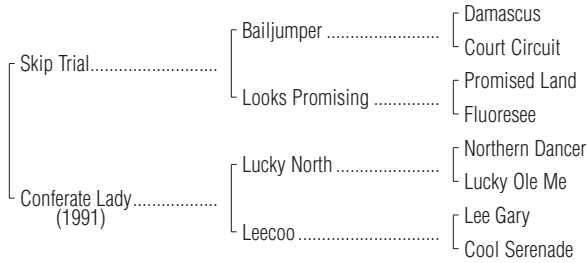 Damascus
Bailjumper ........................
Court Circuit
Skip Trial...........................
Promised Land
Looks Promising ..............
Fluoresee
Northern Dancer
Lucky North ......................
Lucky Ole Me
Conferate Lady..................
(1991)
Lee Gary
Leecoo ..............................
Cool Serenade